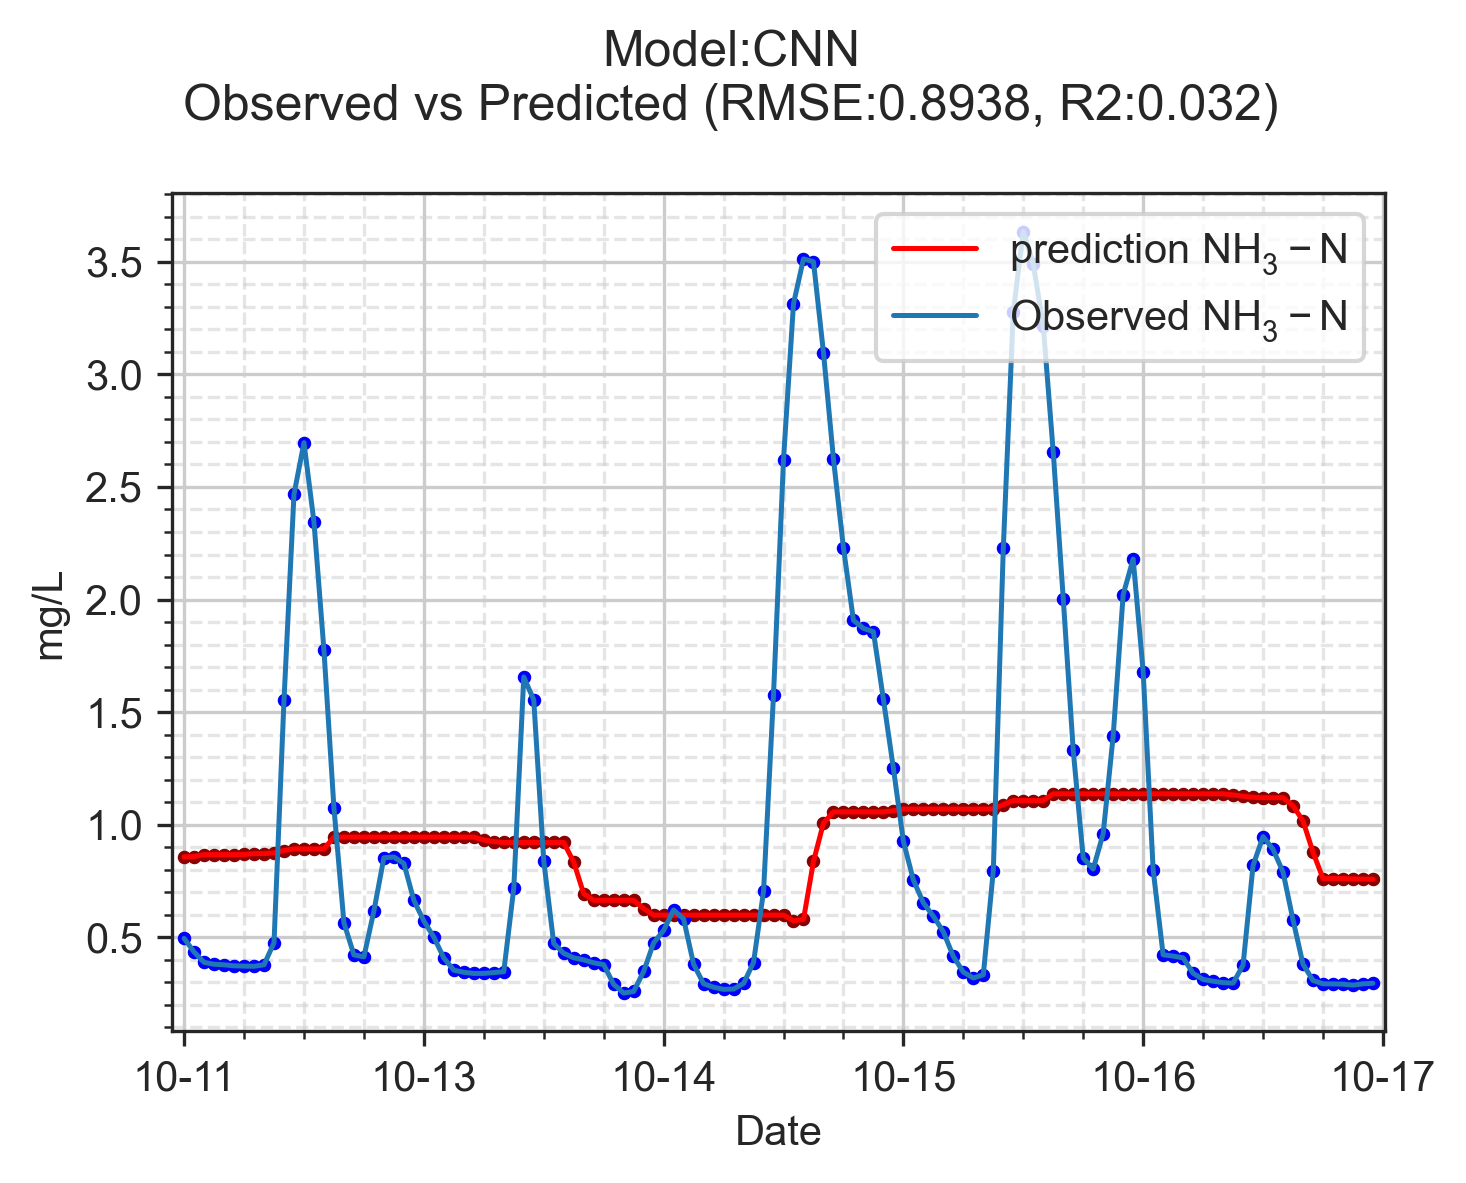 Model:CNN
Observed vs Predicted (RMSE:0.8938, R2:0.032)
prediction NH₃ − N
Observed NH₃ − N
3.5
3.0
2.5
2.0
1.5
1.0
0.5
mg/L
10-11 10-13 10-14 10-15 10-16 10-17
Date